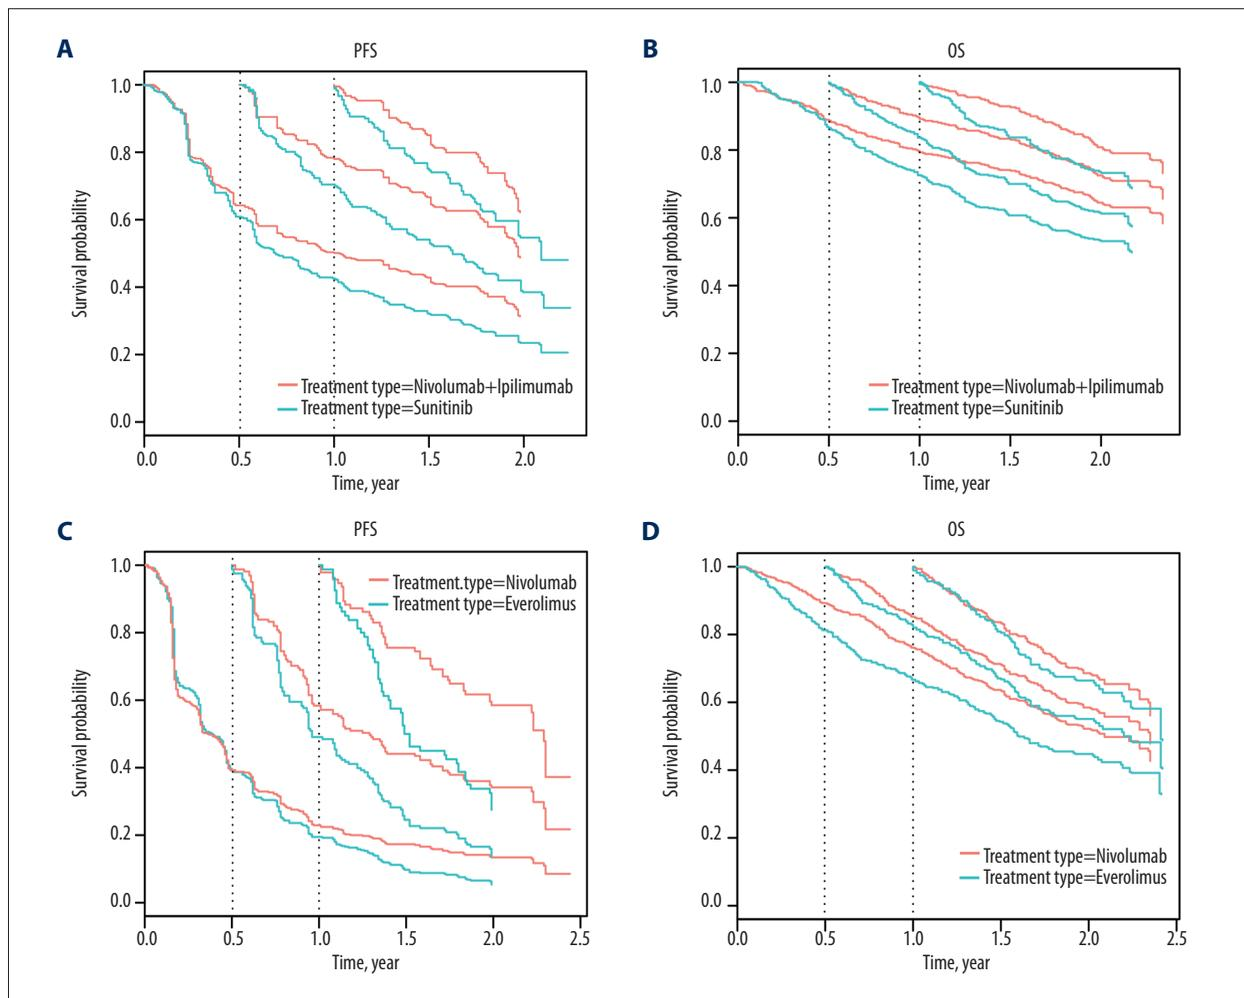 A
PFS
1.0
0.8
0.6
0.4
0.2
0.0
Survival probability
Treatment type=Nivolumab+Ipilimumab
Treatment type=Sunitinib
0.0 0.5 1.0 1.5 2.0
Time, year
B
OS
1.0
0.8
0.6
0.4
0.2
0.0
Survival probability
Treatment type=Nivolumab+Ipilimumab
Treatment type=Sunitinib
0.0 0.5 1.0 1.5 2.0
Time, year
C
PFS
1.0
0.8
0.6
0.4
0.2
0.0
Survival probability
Treatment.type=Nivolumab
Treatment type=Everolimus
0.0 0.5 1.0 1.5 2.0 2.5
Time, year
D
OS
1.0
0.8
0.6
0.4
0.2
0.0
Survival probability
Treatment type=Nivolumab
Treatment type=Everolimus
0.0 0.5 1.0 1.5 2.0 2.5
Time, year